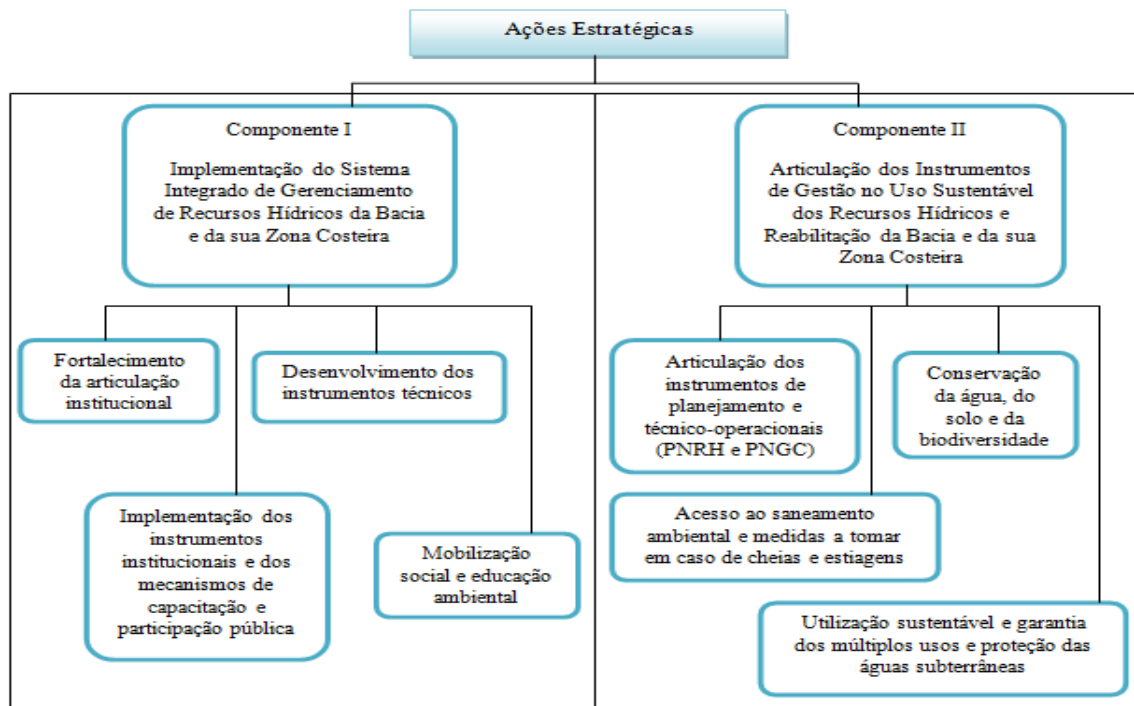 Ações Estratégicas
Componente I
Implementação do Sistema
Integrado de Gerenciamento
de Recursos Hídricos da Bacia
e da sua Zona Costeira
Fortalecimento
da articulação
institucional
Desenvolvimento dos
instrumentos técnicos
Implementação dos
instrumentos
institucionais e dos
mecanismos de
capacitação e
participação pública
Mobilização
social e educação
ambiental
Componente II
Articulação dos Instrumentos
de Gestão no Uso Sustentável
dos Recursos Hídricos e
Reabilitação da Bacia e da sua
Zona Costeira
Articulação dos
instrumentos de
planejamento e
técnico-operacionais
(PNRH e PNGC)
Conservação
da água, do
solo e da
biodiversidade
Acesso ao saneamento
ambiental e medidas a tomar
em caso de cheias e estiagens
Utilização sustentável e garantia
dos múltiplos usos e proteção das
águas subterrâneas